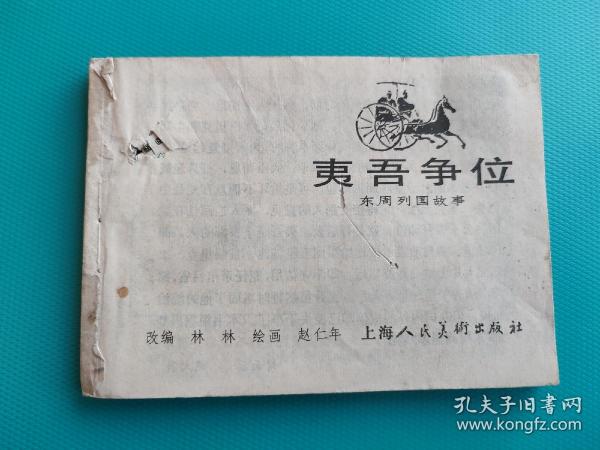 夷吾争位
东周列国故事
改编 林 林 绘画 赵仁年 上海人民美術出版社
孔夫子旧书网
www.kongfz.com